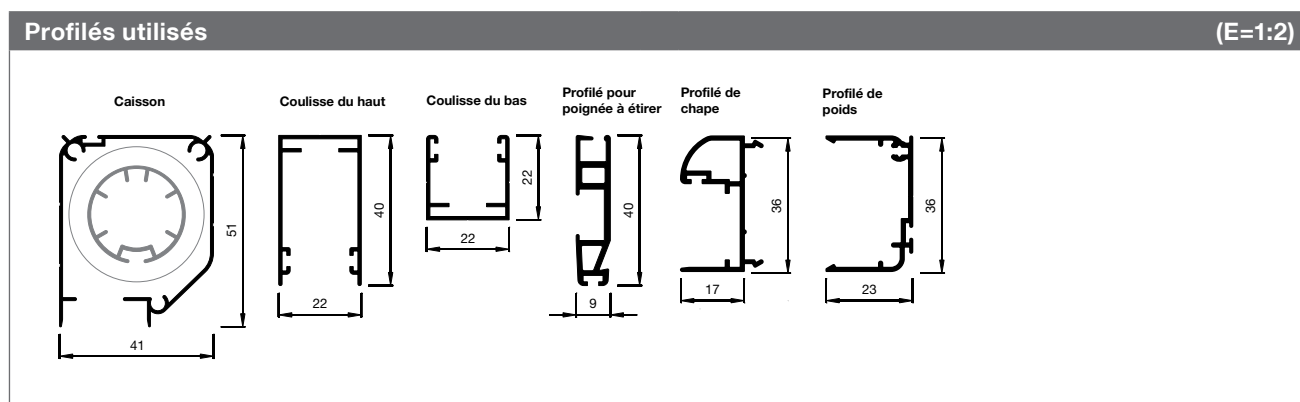 Profilés utilisés (E=1:2)
Caisson
Coulisse du haut
Coulisse du bas
Profilé pour
poignée à étirer
Profilé de
chape
Profilé de
poids
51
41
40
22
22
22
40
9
36
17
36
23